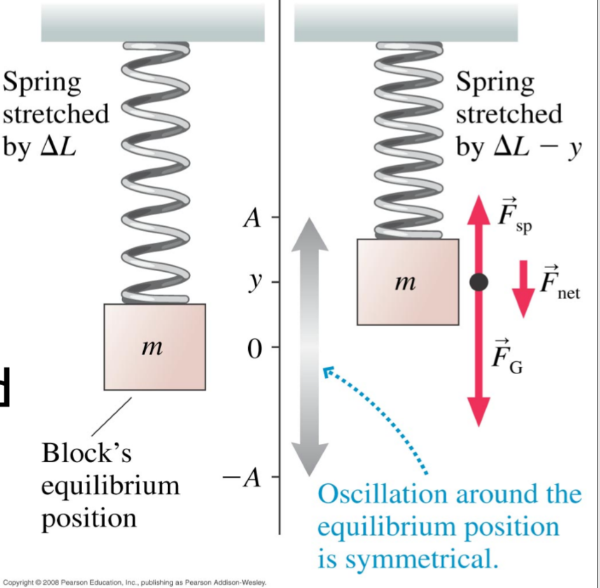 Spring
stretched
by ΔL
Spring
stretched
by ΔL − y
A
y
0
−A
m
m
F⃗sp
F⃗net
F⃗G
d
Block's
equilibrium
position
Oscillation around the
equilibrium position
is symmetrical.
Copyright © 2008 Pearson Education, Inc., publishing as Pearson Addison-Wesley.